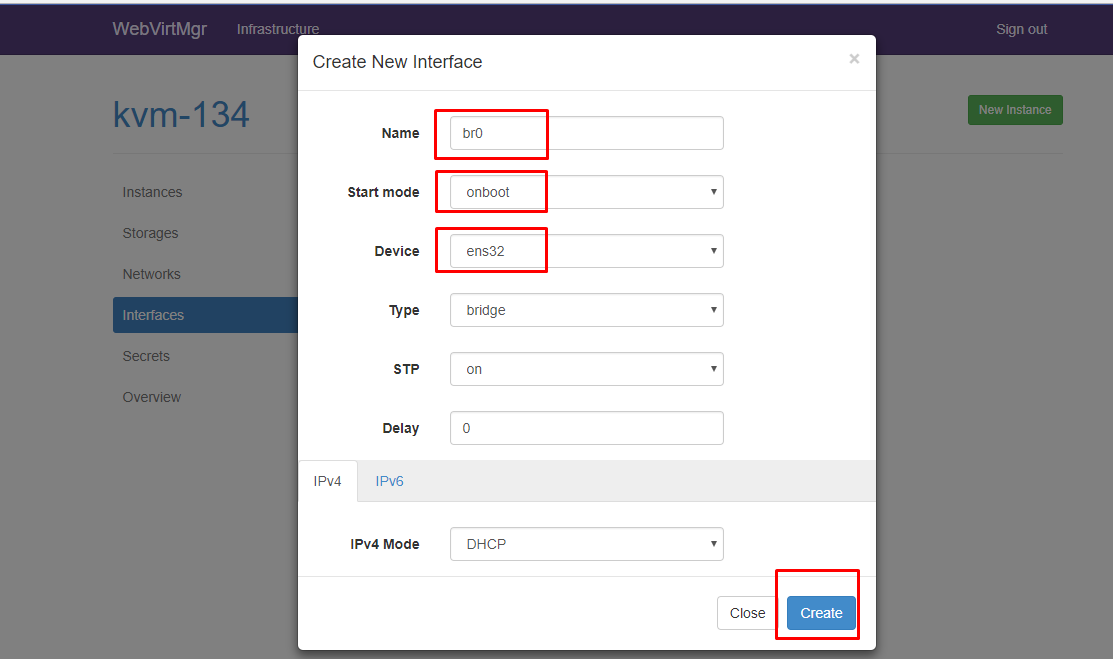 WebVirtMgr Infrastructure Sign out
Create New Interface ×
kvm-134
New Instance
Name br0
Instances
Start mode onboot
Storages
Device ens32
Networks
Type bridge
Interfaces
Secrets
STP on
Overview
Delay 0
IPv4 IPv6
IPv4 Mode DHCP
Close Create